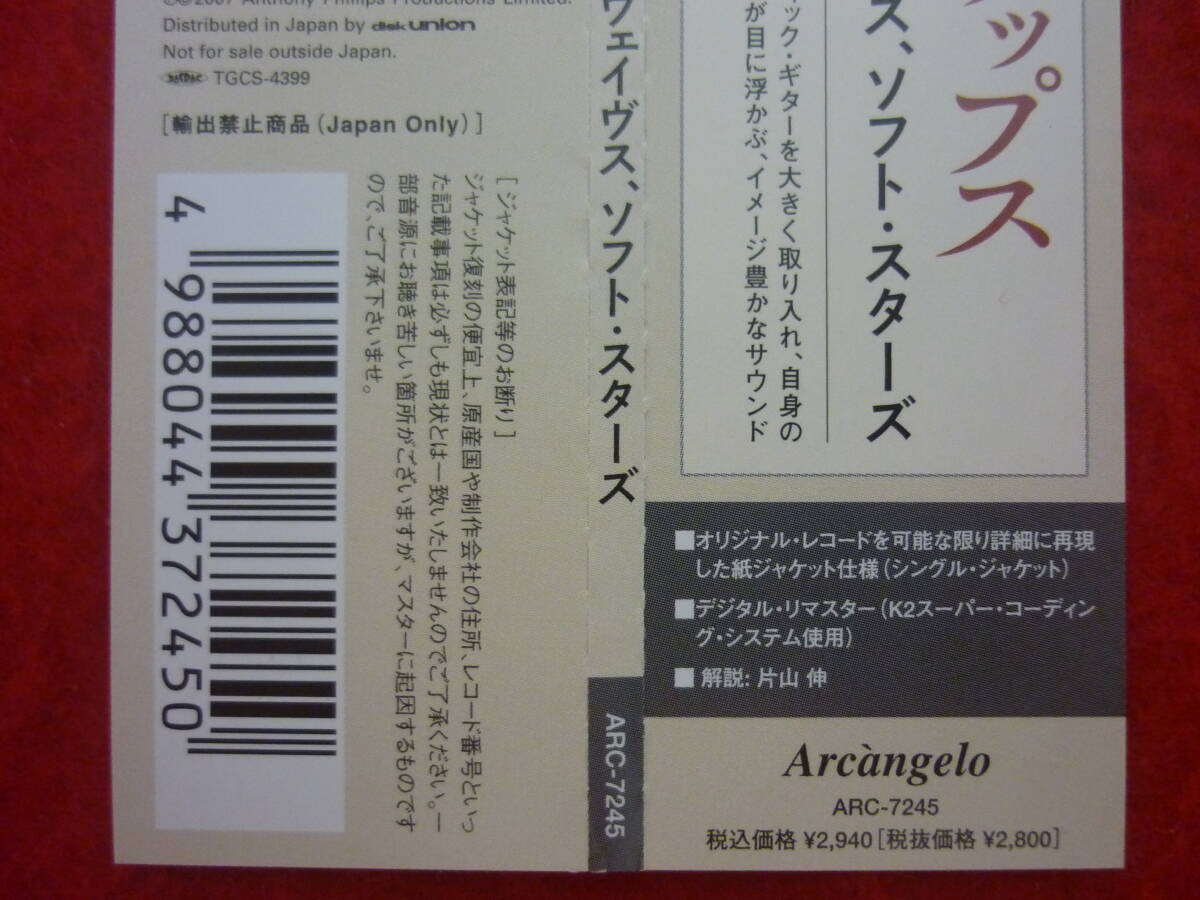 ℗©2007 Anthony Phillips Productions Limited.
Distributed in Japan by disk union
Not for sale outside Japan.
TGCS-4399
[輸出禁止商品(Japan Only)]
[ジャケット表記等のお断り]
ジャケット復刻の便宜上、原産国や制作会社の住所、レコード番号といっ
た記載事項は必ずしも現状とは一致いたしませんのでご了承ください。一
部音源にお聴き苦しい箇所がございますが、マスターに起因するものです
ので、ご了承下さいませ。
4 988044 372450
ウェイヴス、ソフト・スターズ
ARC-7245
ップス
ス、ソフト・スターズ
ック・ギターを大きく取り入れ、自身の
が目に浮かぶ、イメージ豊かなサウンド
■オリジナル・レコードを可能な限り詳細に再現
した紙ジャケット仕様(シングル・ジャケット)
■デジタル・リマスター(K2スーパー・コーディン
グ・システム使用)
■ 解説: 片山 伸
Arcàngelo
ARC-7245
税込価格 ¥2,940[税抜価格 ¥2,800]